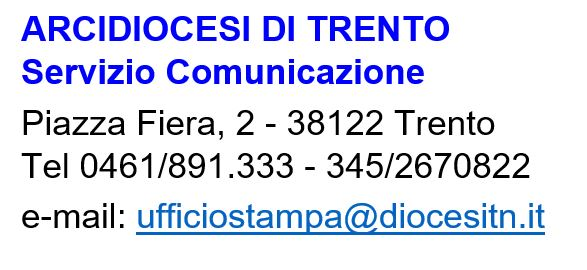 ARCIDIOCESI DI TRENTO
Servizio Comunicazione
Piazza Fiera, 2 - 38122 Trento
Tel 0461/891.333 - 345/2670822
e-mail: ufficiostampa@diocesitn.it